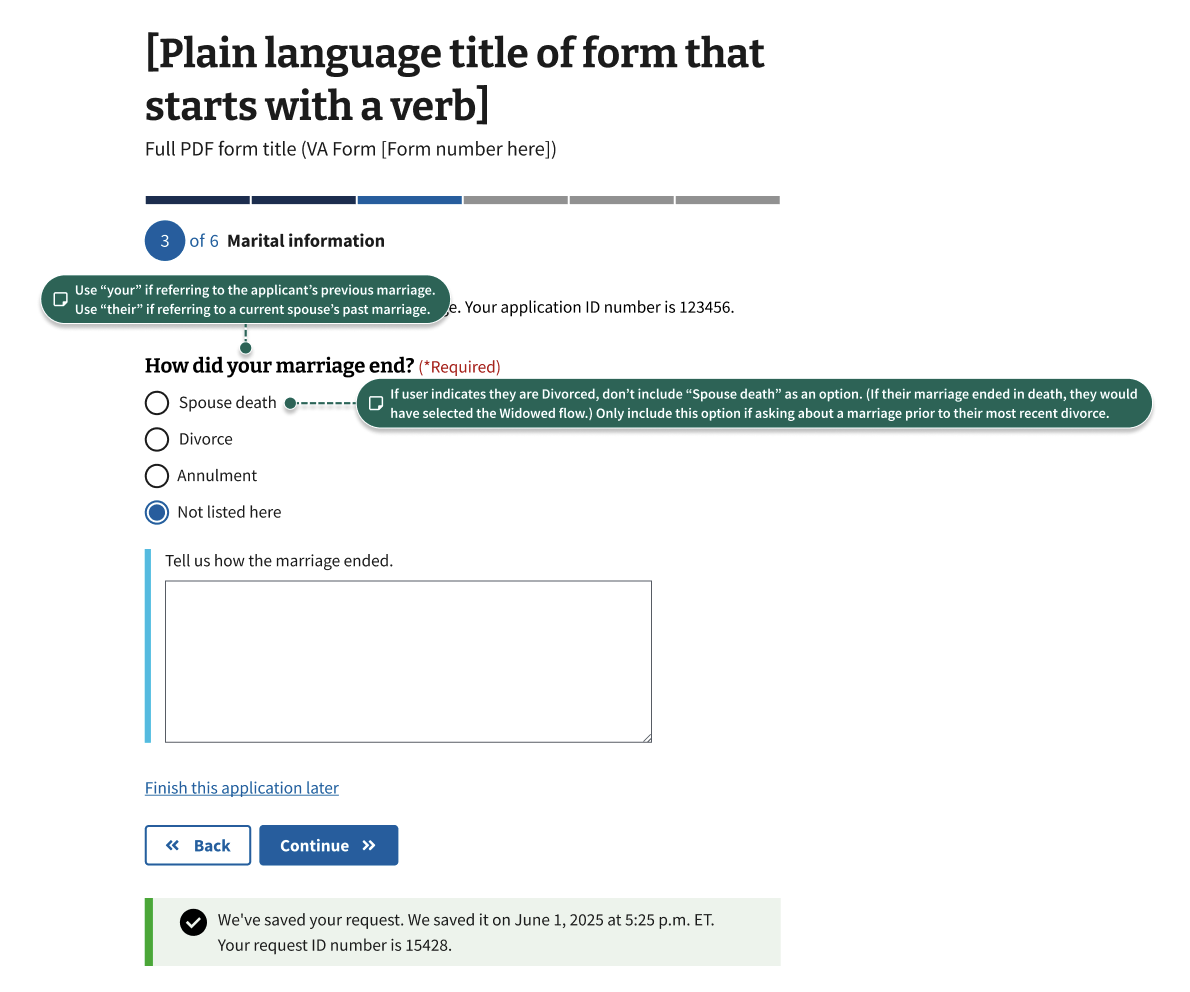 [Plain language title of form that
starts with a verb]
Full PDF form title (VA Form [Form number here])
3 of 6 Marital information
Use “your” if referring to the applicant’s previous marriage.
Use “their” if referring to a current spouse’s past marriage.
Your application ID number is 123456.
How did your marriage end? (*Required)
Spouse death
If user indicates they are Divorced, don’t include “Spouse death” as an option. (If their marriage ended in death, they would
have selected the Widowed flow.) Only include this option if asking about a marriage prior to their most recent divorce.
Divorce
Annulment
Not listed here
Tell us how the marriage ended.
Finish this application later
Back
Continue
We've saved your request. We saved it on June 1, 2025 at 5:25 p.m. ET.
Your request ID number is 15428.